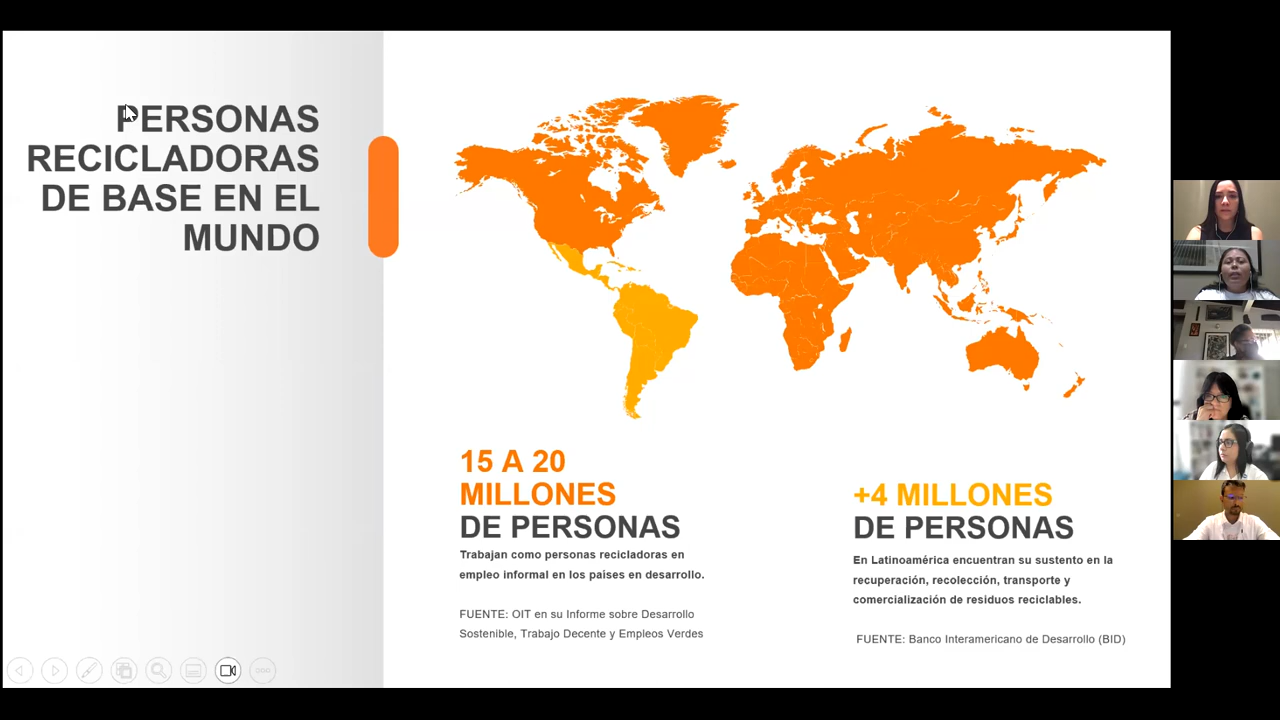 PERSONAS
RECICLADORAS
DE BASE EN EL
MUNDO
15 A 20
MILLONES
DE PERSONAS
Trabajan como personas recicladoras en
empleo informal en los países en desarrollo.
FUENTE: OIT en su Informe sobre Desarrollo
Sostenible, Trabajo Decente y Empleos Verdes
+4 MILLONES
DE PERSONAS
En Latinoamérica encuentran su sustento en la
recuperación, recolección, transporte y
comercialización de residuos reciclables.
FUENTE: Banco Interamericano de Desarrollo (BID)